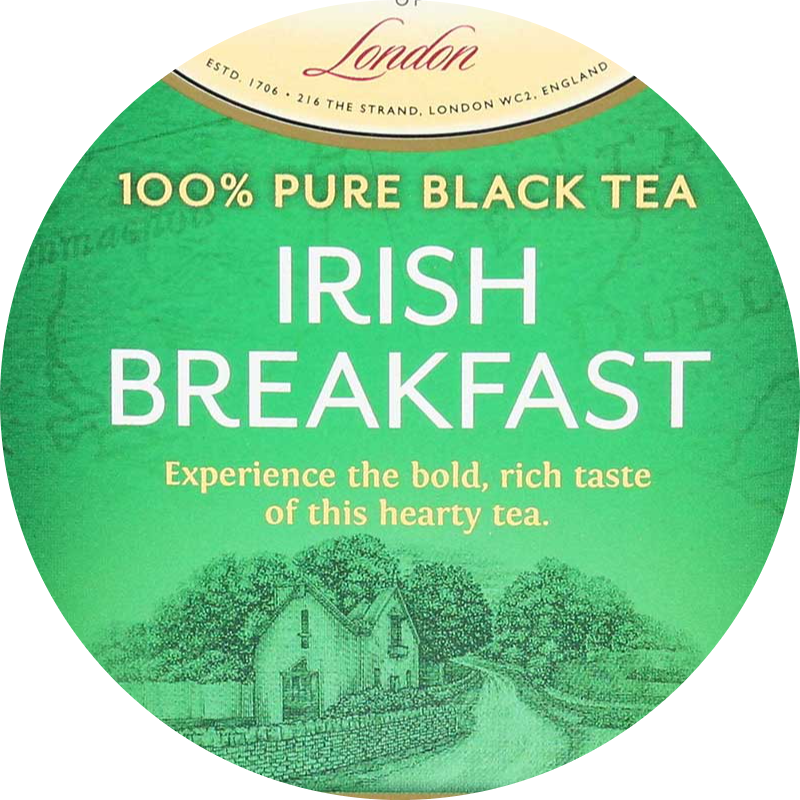 OF
London
ESTD. 1706 • 216 THE STRAND, LONDON WC2, ENGLAND
100% PURE BLACK TEA
IRISH
BREAKFAST
Experience the bold, rich taste
of this hearty tea.